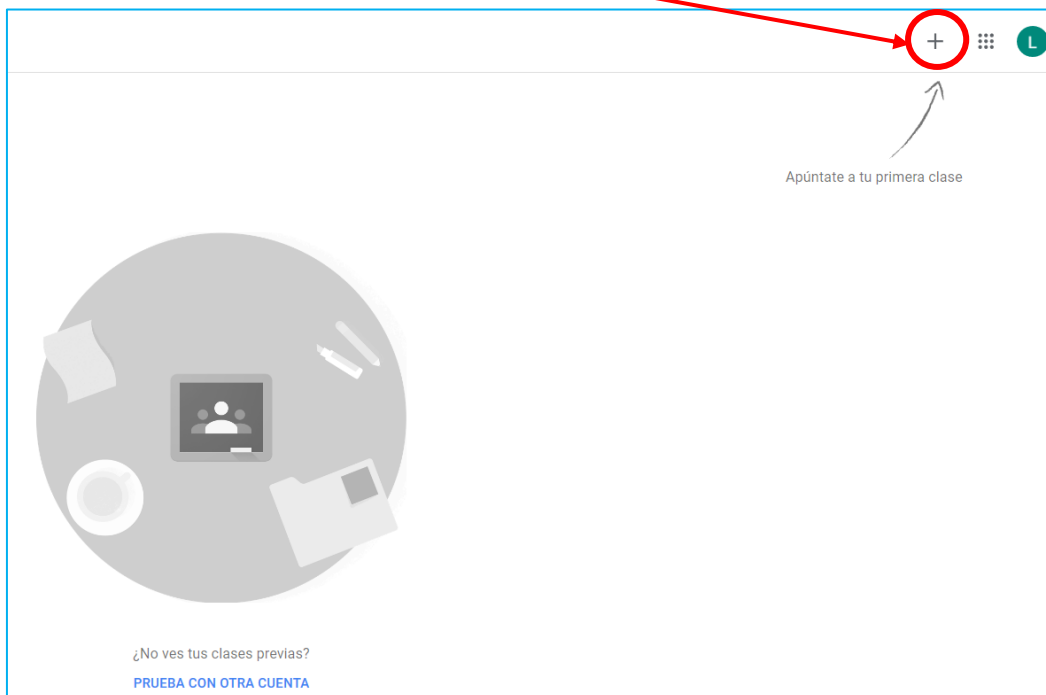 L
Apúntate a tu primera clase
¿No ves tus clases previas?
PRUEBA CON OTRA CUENTA